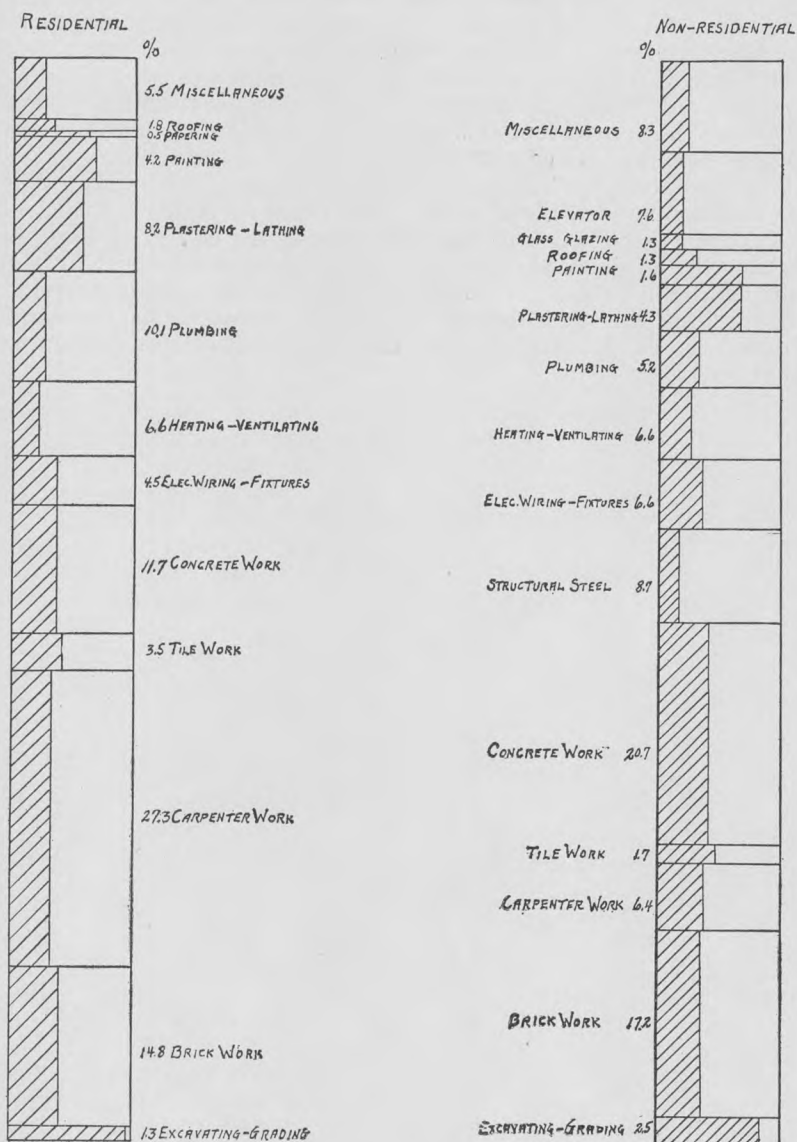 RESIDENTIAL
%
5.5 MISCELLANEOUS
1.8 ROOFING
0.5 PAPERING
4.2 PAINTING
8.2 PLASTERING - LATHING
10.1 PLUMBING
6.6 HEATING - VENTILATING
4.5 ELEC. WIRING - FIXTURES
11.7 CONCRETE WORK
3.5 TILE WORK
27.3 CARPENTER WORK
14.8 BRICK WORK
1.3 EXCAVATING - GRADING
NON-RESIDENTIAL
%
MISCELLANEOUS 8.3
ELEVATOR 7.6
GLASS GLAZING 1.3
ROOFING 1.3
PAINTING 1.6
PLASTERING-LATHING 4.3
PLUMBING 5.2
HEATING-VENTILATING 6.6
ELEC. WIRING-FIXTURES 6.6
STRUCTURAL STEEL 8.7
CONCRETE WORK 20.7
TILE WORK 1.7
CARPENTER WORK 6.4
BRICK WORK 17.2
EXCAVATING-GRADING 2.5